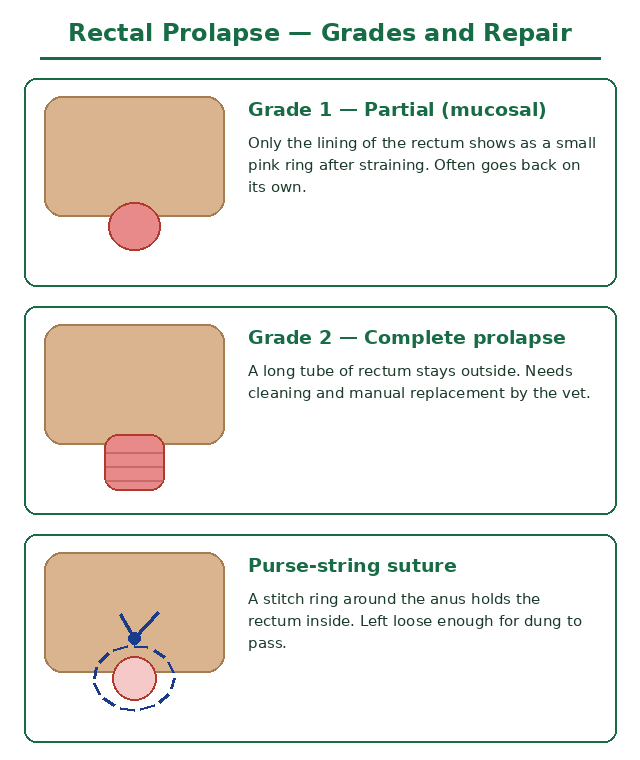 Rectal Prolapse — Grades and Repair
Grade 1 — Partial (mucosal)
Only the lining of the rectum shows as a small
pink ring after straining. Often goes back on
its own.
Grade 2 — Complete prolapse
A long tube of rectum stays outside. Needs
cleaning and manual replacement by the vet.
Purse-string suture
A stitch ring around the anus holds the
rectum inside. Left loose enough for dung to
pass.